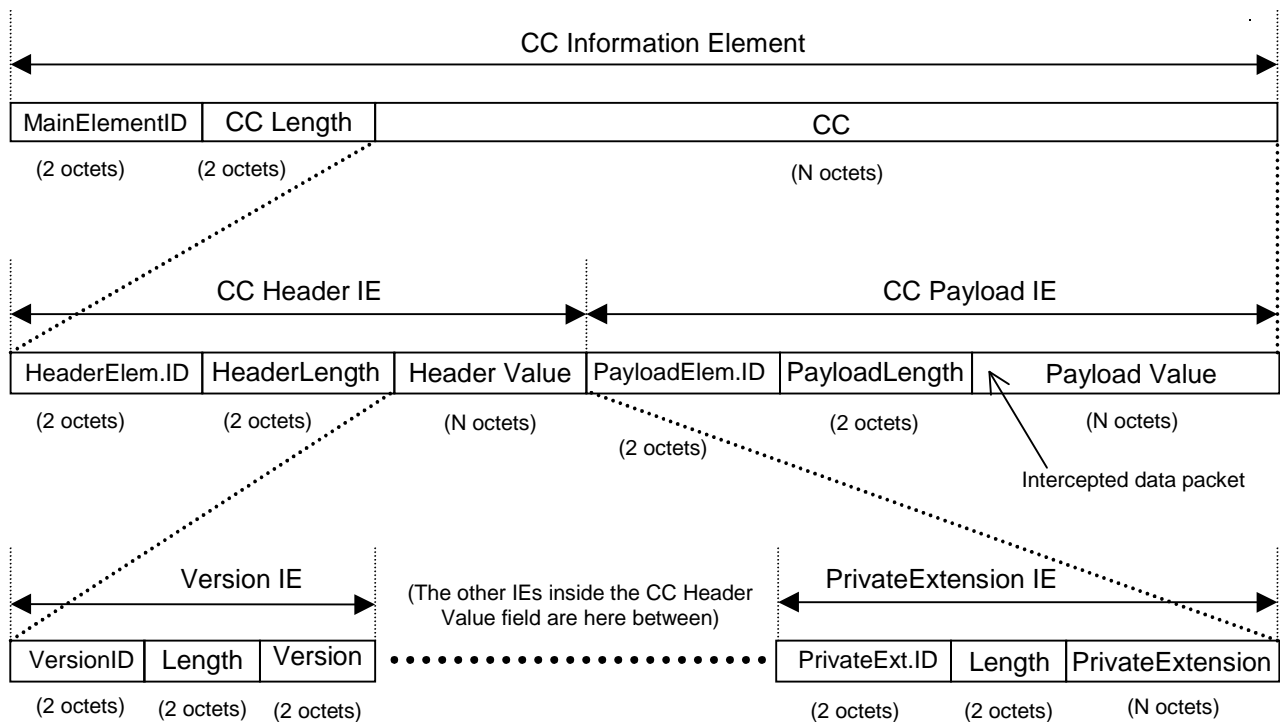 CC Information Element
MainElementID CC Length CC
(2 octets) (2 octets) (N octets)
CC Header IE CC Payload IE
HeaderElem.ID HeaderLength Header Value PayloadElem.ID PayloadLength Payload Value
(2 octets) (2 octets) (N octets) (2 octets) (2 octets) (N octets)
Intercepted data packet
Version IE (The other IEs inside the CC Header PrivateExtension IE
Value field are here between)
VersionID Length Version PrivateExt.ID Length PrivateExtension
(2 octets) (2 octets) (2 octets) (2 octets) (2 octets) (N octets)